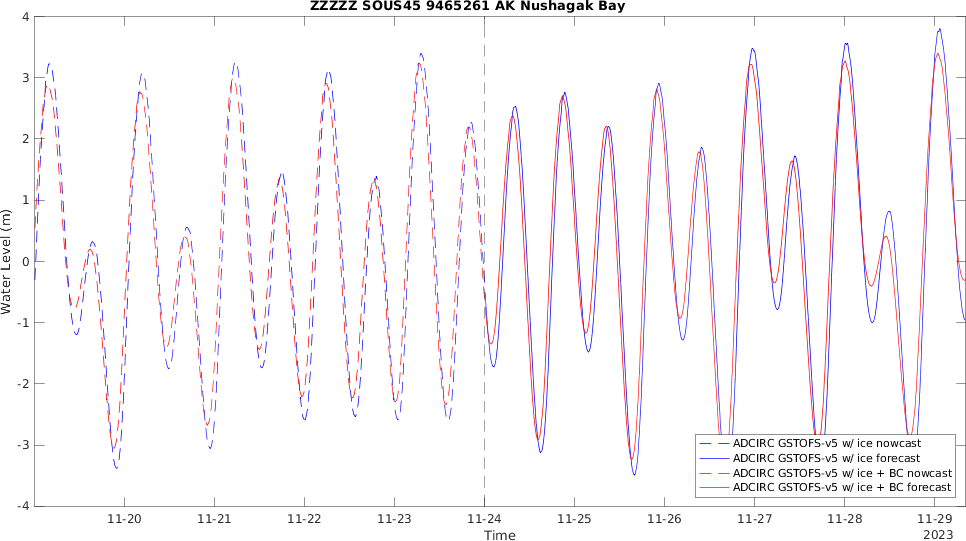 ZZZZZ SOUS45 9465261 AK Nushagak Bay
4
3
2
1
0
-1
-2
-3
-4
Water Level (m)
ADCIRC GSTOFS-v5 w/ ice nowcast
ADCIRC GSTOFS-v5 w/ ice forecast
ADCIRC GSTOFS-v5 w/ ice + BC nowcast
ADCIRC GSTOFS-v5 w/ ice + BC forecast
11-20 11-21 11-22 11-23 11-24 11-25 11-26 11-27 11-28 11-29
Time 2023